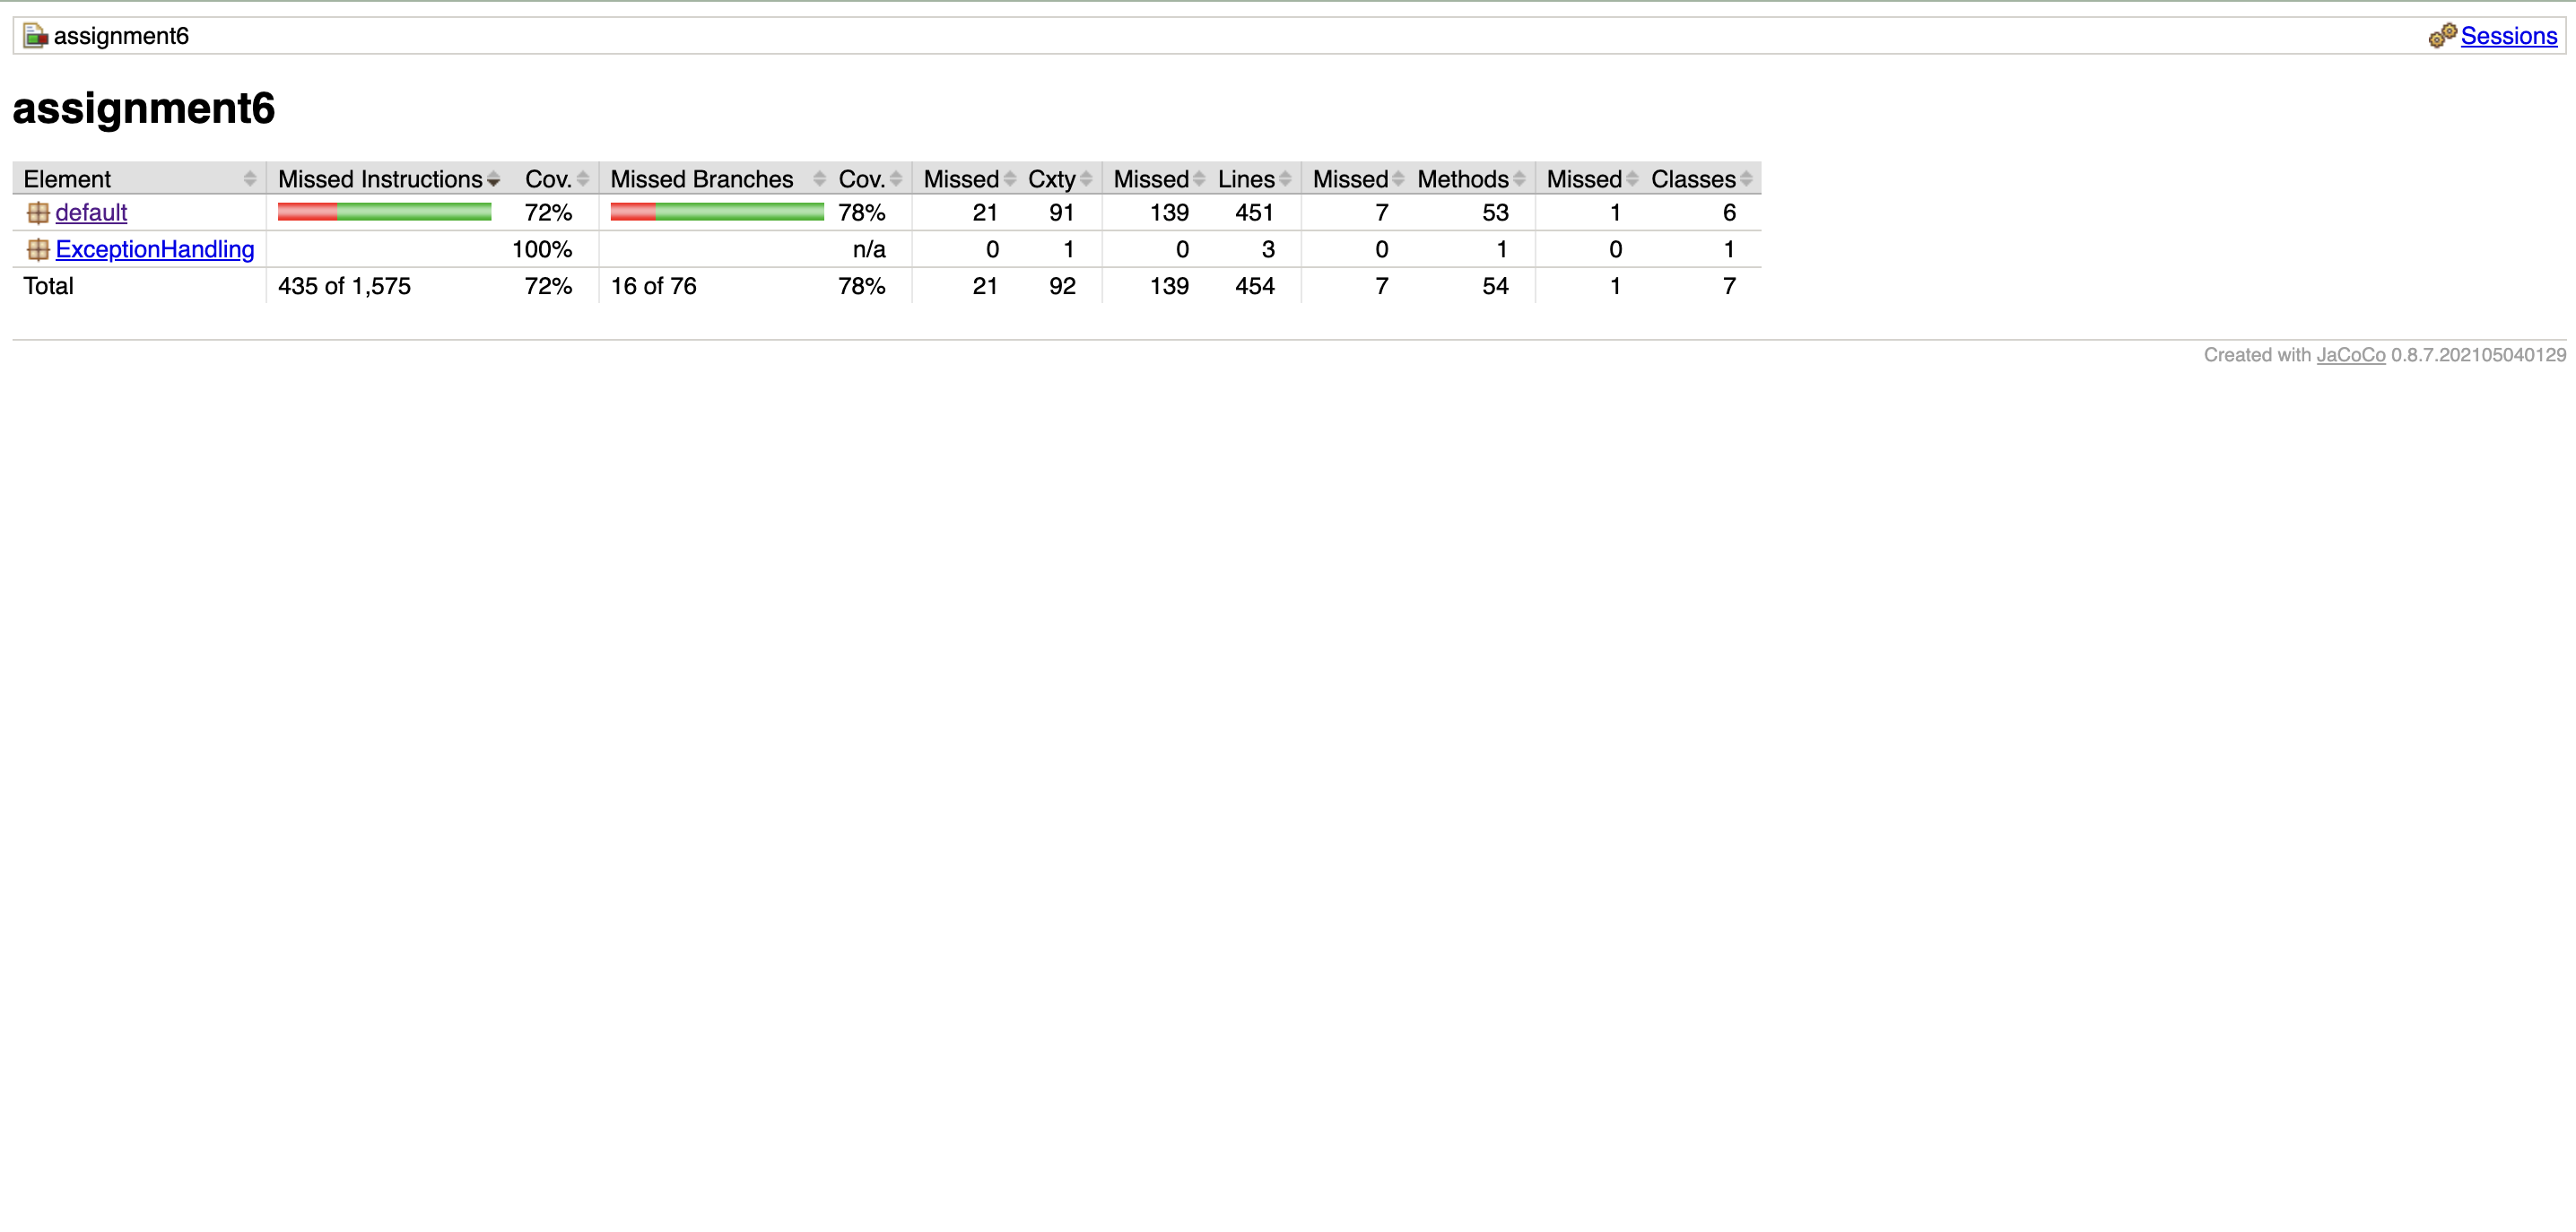 assignment6 Sessions
assignment6
Element Missed Instructions Cov. Missed Branches Cov. Missed Cxty Missed Lines Missed Methods Missed Classes
default 72% 78% 21 91 139 451 7 53 1 6
ExceptionHandling 100% n/a 0 1 0 3 0 1 0 1
Total 435 of 1,575 72% 16 of 76 78% 21 92 139 454 7 54 1 7
Created with JaCoCo 0.8.7.202105040129